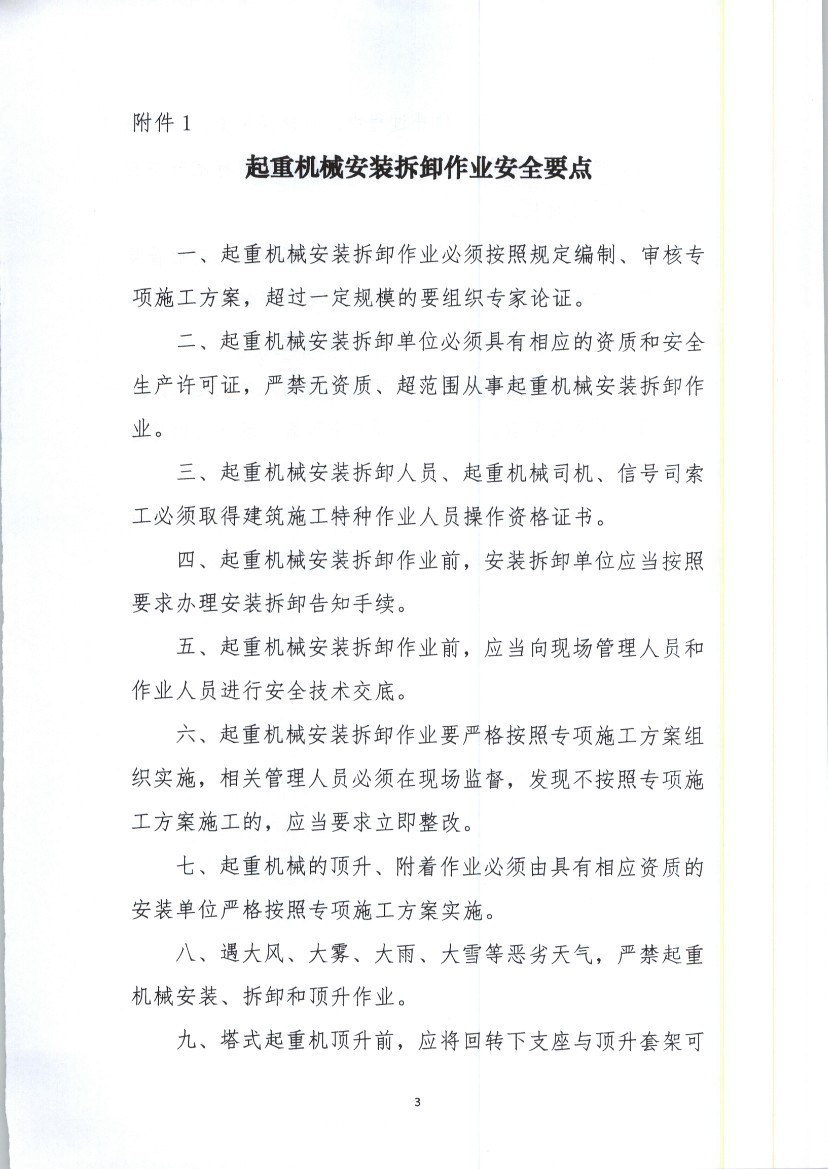 附件 1
起重机械安装拆卸作业安全要点
一、起重机械安装拆卸作业必须按照规定编制、审核专
项施工方案，超过一定规模的要组织专家论证。
二、起重机械安装拆卸单位必须具有相应的资质和安全
生产许可证，严禁无资质、超范围从事起重机械安装拆卸作
业。
三、起重机械安装拆卸人员、起重机械司机、信号司索
工必须取得建筑施工特种作业人员操作资格证书。
四、起重机械安装拆卸作业前，安装拆卸单位应当按照
要求办理安装拆卸告知手续。
五、起重机械安装拆卸作业前，应当向现场管理人员和
作业人员进行安全技术交底。
六、起重机械安装拆卸作业要严格按照专项施工方案组
织实施，相关管理人员必须在现场监督，发现不按照专项施
工方案施工的，应当要求立即整改。
七、起重机械的顶升、附着作业必须由具有相应资质的
安装单位严格按照专项施工方案实施。
八、遇大风、大雾、大雨、大雪等恶劣天气，严禁起重
机械安装、拆卸和顶升作业。
九、塔式起重机顶升前，应将回转下支座与顶升套架可
3